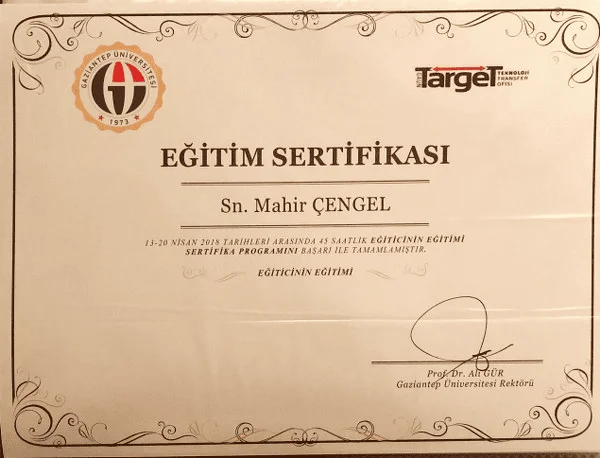 GAZİANTEP ÜNİVERSİTESİ
1973
TARGET TEKNOLOJİ
TRANSFER
OFİSİ
EĞİTİM SERTİFİKASI
Sn. Mahir ÇENGEL
13-20 NİSAN 2018 TARİHLERİ ARASINDA 45 SAATLİK EĞİTİCİNİN EĞİTİMİ
SERTİFİKA PROGRAMINI BAŞARI İLE TAMAMLAMIŞTIR.
EĞİTİCİNİN EĞİTİMİ
Prof. Dr. Ali GÜR
Gaziantep Üniversitesi Rektörü